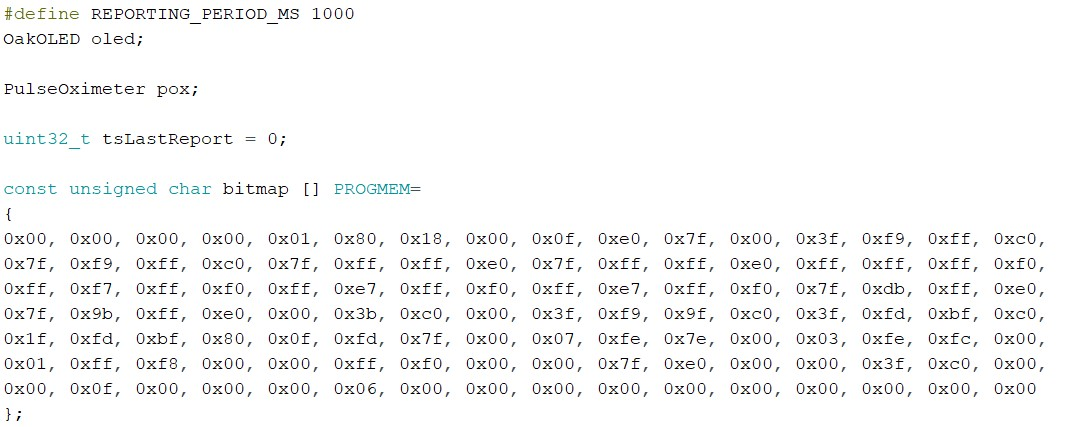 #define REPORTING_PERIOD_MS 1000
OakOLED oled;
PulseOximeter pox;
uint32_t tsLastReport = 0;
const unsigned char bitmap [] PROGMEM=
{
0x00, 0x00, 0x00, 0x00, 0x01, 0x80, 0x18, 0x00, 0x0f, 0xe0, 0x7f, 0x00, 0x3f, 0xf9, 0xff, 0xc0,
0x7f, 0xf9, 0xff, 0xc0, 0x7f, 0xff, 0xff, 0xe0, 0x7f, 0xff, 0xff, 0xe0, 0xff, 0xff, 0xff, 0xf0,
0xff, 0xf7, 0xff, 0xf0, 0xff, 0xe7, 0xff, 0xf0, 0xff, 0xe7, 0xff, 0xf0, 0x7f, 0xdb, 0xff, 0xe0,
0x7f, 0x9b, 0xff, 0xe0, 0x00, 0x3b, 0xc0, 0x00, 0x3f, 0xf9, 0x9f, 0xc0, 0x3f, 0xfd, 0xbf, 0xc0,
0x1f, 0xfd, 0xbf, 0x80, 0x0f, 0xfd, 0x7f, 0x00, 0x07, 0xfe, 0x7e, 0x00, 0x03, 0xfe, 0xfc, 0x00,
0x01, 0xff, 0xf8, 0x00, 0x00, 0xff, 0xf0, 0x00, 0x00, 0x7f, 0xe0, 0x00, 0x00, 0x3f, 0xc0, 0x00,
0x00, 0x0f, 0x00, 0x00, 0x00, 0x06, 0x00, 0x00, 0x00, 0x00, 0x00, 0x00, 0x00, 0x00, 0x00, 0x00
};